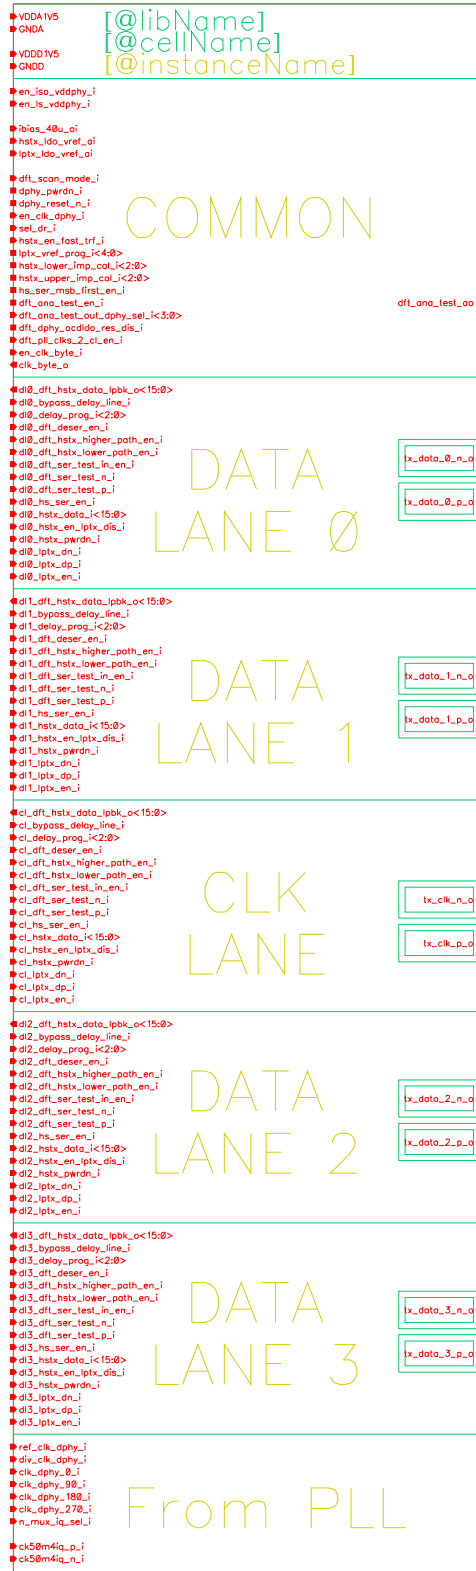 VDDA1V5
GNDA
VDDD1V5
GNDD
[@libName]
[@cellName]
[@instanceName]
en_iso_vddphy_i
en_ls_vddphy_i
ibias_40u_ai
hstx_ldo_vref_ai
lptx_ldo_vref_ai
dft_scan_mode_i
dphy_pwrdn_i
dphy_reset_n_i
en_clk_dphy_i
sel_dr_i
hstx_en_fast_trf_i
lptx_vref_prog_i<4:0>
hstx_lower_imp_cal_i<2:0>
hstx_upper_imp_cal_i<2:0>
hs_ser_msb_first_en_i
dft_ana_test_en_i
dft_ana_test_out_dphy_sel_i<3:0>
dft_dphy_ocdldo_res_dis_i
dft_pll_clks_2_cl_en_i
en_clk_byte_i
clk_byte_o
COMMON
dft_ana_test_ao
dl0_dft_hstx_data_lpbk_o<15:0>
dl0_bypass_delay_line_i
dl0_delay_prog_i<2:0>
dl0_dft_deser_en_i
dl0_dft_hstx_higher_path_en_i
dl0_dft_hstx_lower_path_en_i
dl0_dft_ser_test_in_en_i
dl0_dft_ser_test_n_i
dl0_dft_ser_test_p_i
dl0_hs_ser_en_i
dl0_hstx_data_i<15:0>
dl0_hstx_en_lptx_dis_i
dl0_hstx_pwrdn_i
dl0_lptx_dn_i
dl0_lptx_dp_i
dl0_lptx_en_i
DATA
LANE 0
tx_data_0_n_o
tx_data_0_p_o
dl1_dft_hstx_data_lpbk_o<15:0>
dl1_bypass_delay_line_i
dl1_delay_prog_i<2:0>
dl1_dft_deser_en_i
dl1_dft_hstx_higher_path_en_i
dl1_dft_hstx_lower_path_en_i
dl1_dft_ser_test_in_en_i
dl1_dft_ser_test_n_i
dl1_dft_ser_test_p_i
dl1_hs_ser_en_i
dl1_hstx_data_i<15:0>
dl1_hstx_en_lptx_dis_i
dl1_hstx_pwrdn_i
dl1_lptx_dn_i
dl1_lptx_dp_i
dl1_lptx_en_i
DATA
LANE 1
tx_data_1_n_o
tx_data_1_p_o
cl_dft_hstx_data_lpbk_o<15:0>
cl_bypass_delay_line_i
cl_delay_prog_i<2:0>
cl_dft_deser_en_i
cl_dft_hstx_higher_path_en_i
cl_dft_hstx_lower_path_en_i
cl_dft_ser_test_in_en_i
cl_dft_ser_test_n_i
cl_dft_ser_test_p_i
cl_hs_ser_en_i
cl_hstx_data_i<15:0>
cl_hstx_en_lptx_dis_i
cl_hstx_pwrdn_i
cl_lptx_dn_i
cl_lptx_dp_i
cl_lptx_en_i
CLK
LANE
tx_clk_n_o
tx_clk_p_o
dl2_dft_hstx_data_lpbk_o<15:0>
dl2_bypass_delay_line_i
dl2_delay_prog_i<2:0>
dl2_dft_deser_en_i
dl2_dft_hstx_higher_path_en_i
dl2_dft_hstx_lower_path_en_i
dl2_dft_ser_test_in_en_i
dl2_dft_ser_test_n_i
dl2_dft_ser_test_p_i
dl2_hs_ser_en_i
dl2_hstx_data_i<15:0>
dl2_hstx_en_lptx_dis_i
dl2_hstx_pwrdn_i
dl2_lptx_dn_i
dl2_lptx_dp_i
dl2_lptx_en_i
DATA
LANE 2
tx_data_2_n_o
tx_data_2_p_o
dl3_dft_hstx_data_lpbk_o<15:0>
dl3_bypass_delay_line_i
dl3_delay_prog_i<2:0>
dl3_dft_deser_en_i
dl3_dft_hstx_higher_path_en_i
dl3_dft_hstx_lower_path_en_i
dl3_dft_ser_test_in_en_i
dl3_dft_ser_test_n_i
dl3_dft_ser_test_p_i
dl3_hs_ser_en_i
dl3_hstx_data_i<15:0>
dl3_hstx_en_lptx_dis_i
dl3_hstx_pwrdn_i
dl3_lptx_dn_i
dl3_lptx_dp_i
dl3_lptx_en_i
DATA
LANE 3
tx_data_3_n_o
tx_data_3_p_o
ref_clk_dphy_i
div_clk_dphy_i
clk_dphy_0_i
clk_dphy_90_i
clk_dphy_180_i
clk_dphy_270_i
n_mux_iq_sel_i
ck50m4iq_p_i
ck50m4iq_n_i
From PLL